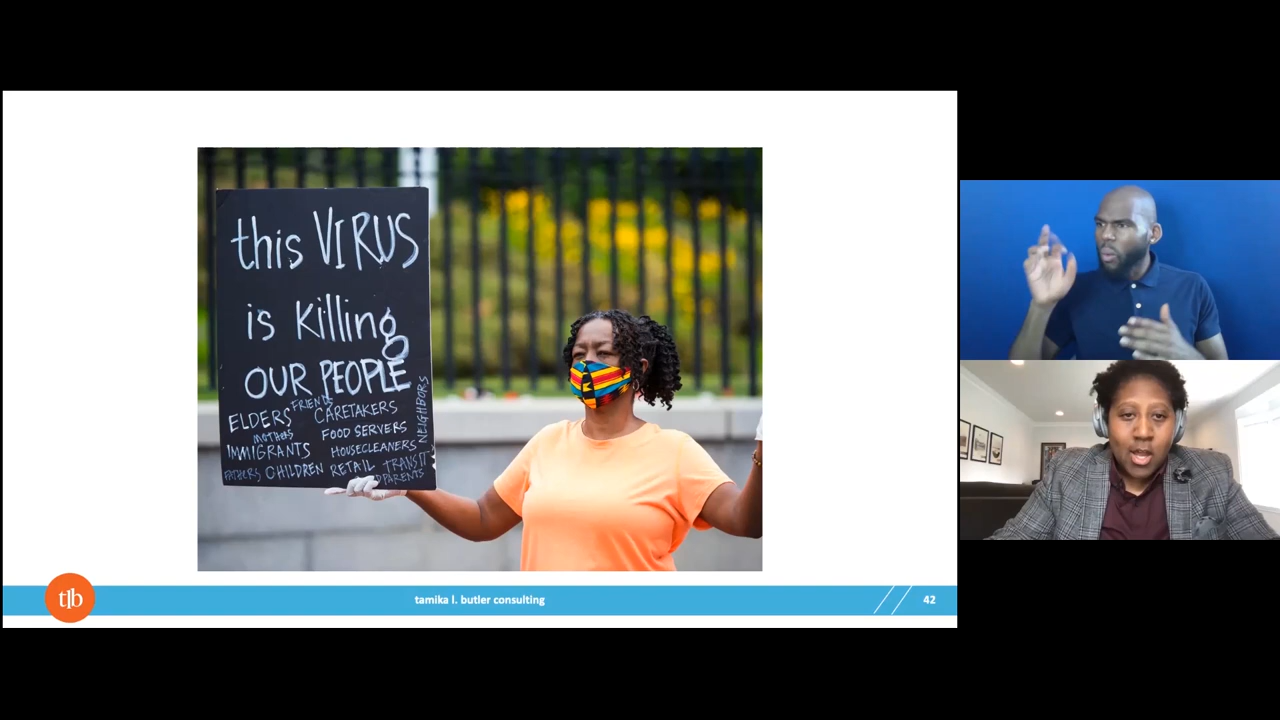 this VIRUS
is killing
OUR PEOPLE
ELDERS FRIENDS CARETAKERS NEIGHBORS
MOTHERS FOOD SERVERS
IMMIGRANTS HOUSECLEANERS
FATHERS CHILDREN RETAIL TRANSIT
tlb
tamika l. butler consulting
42